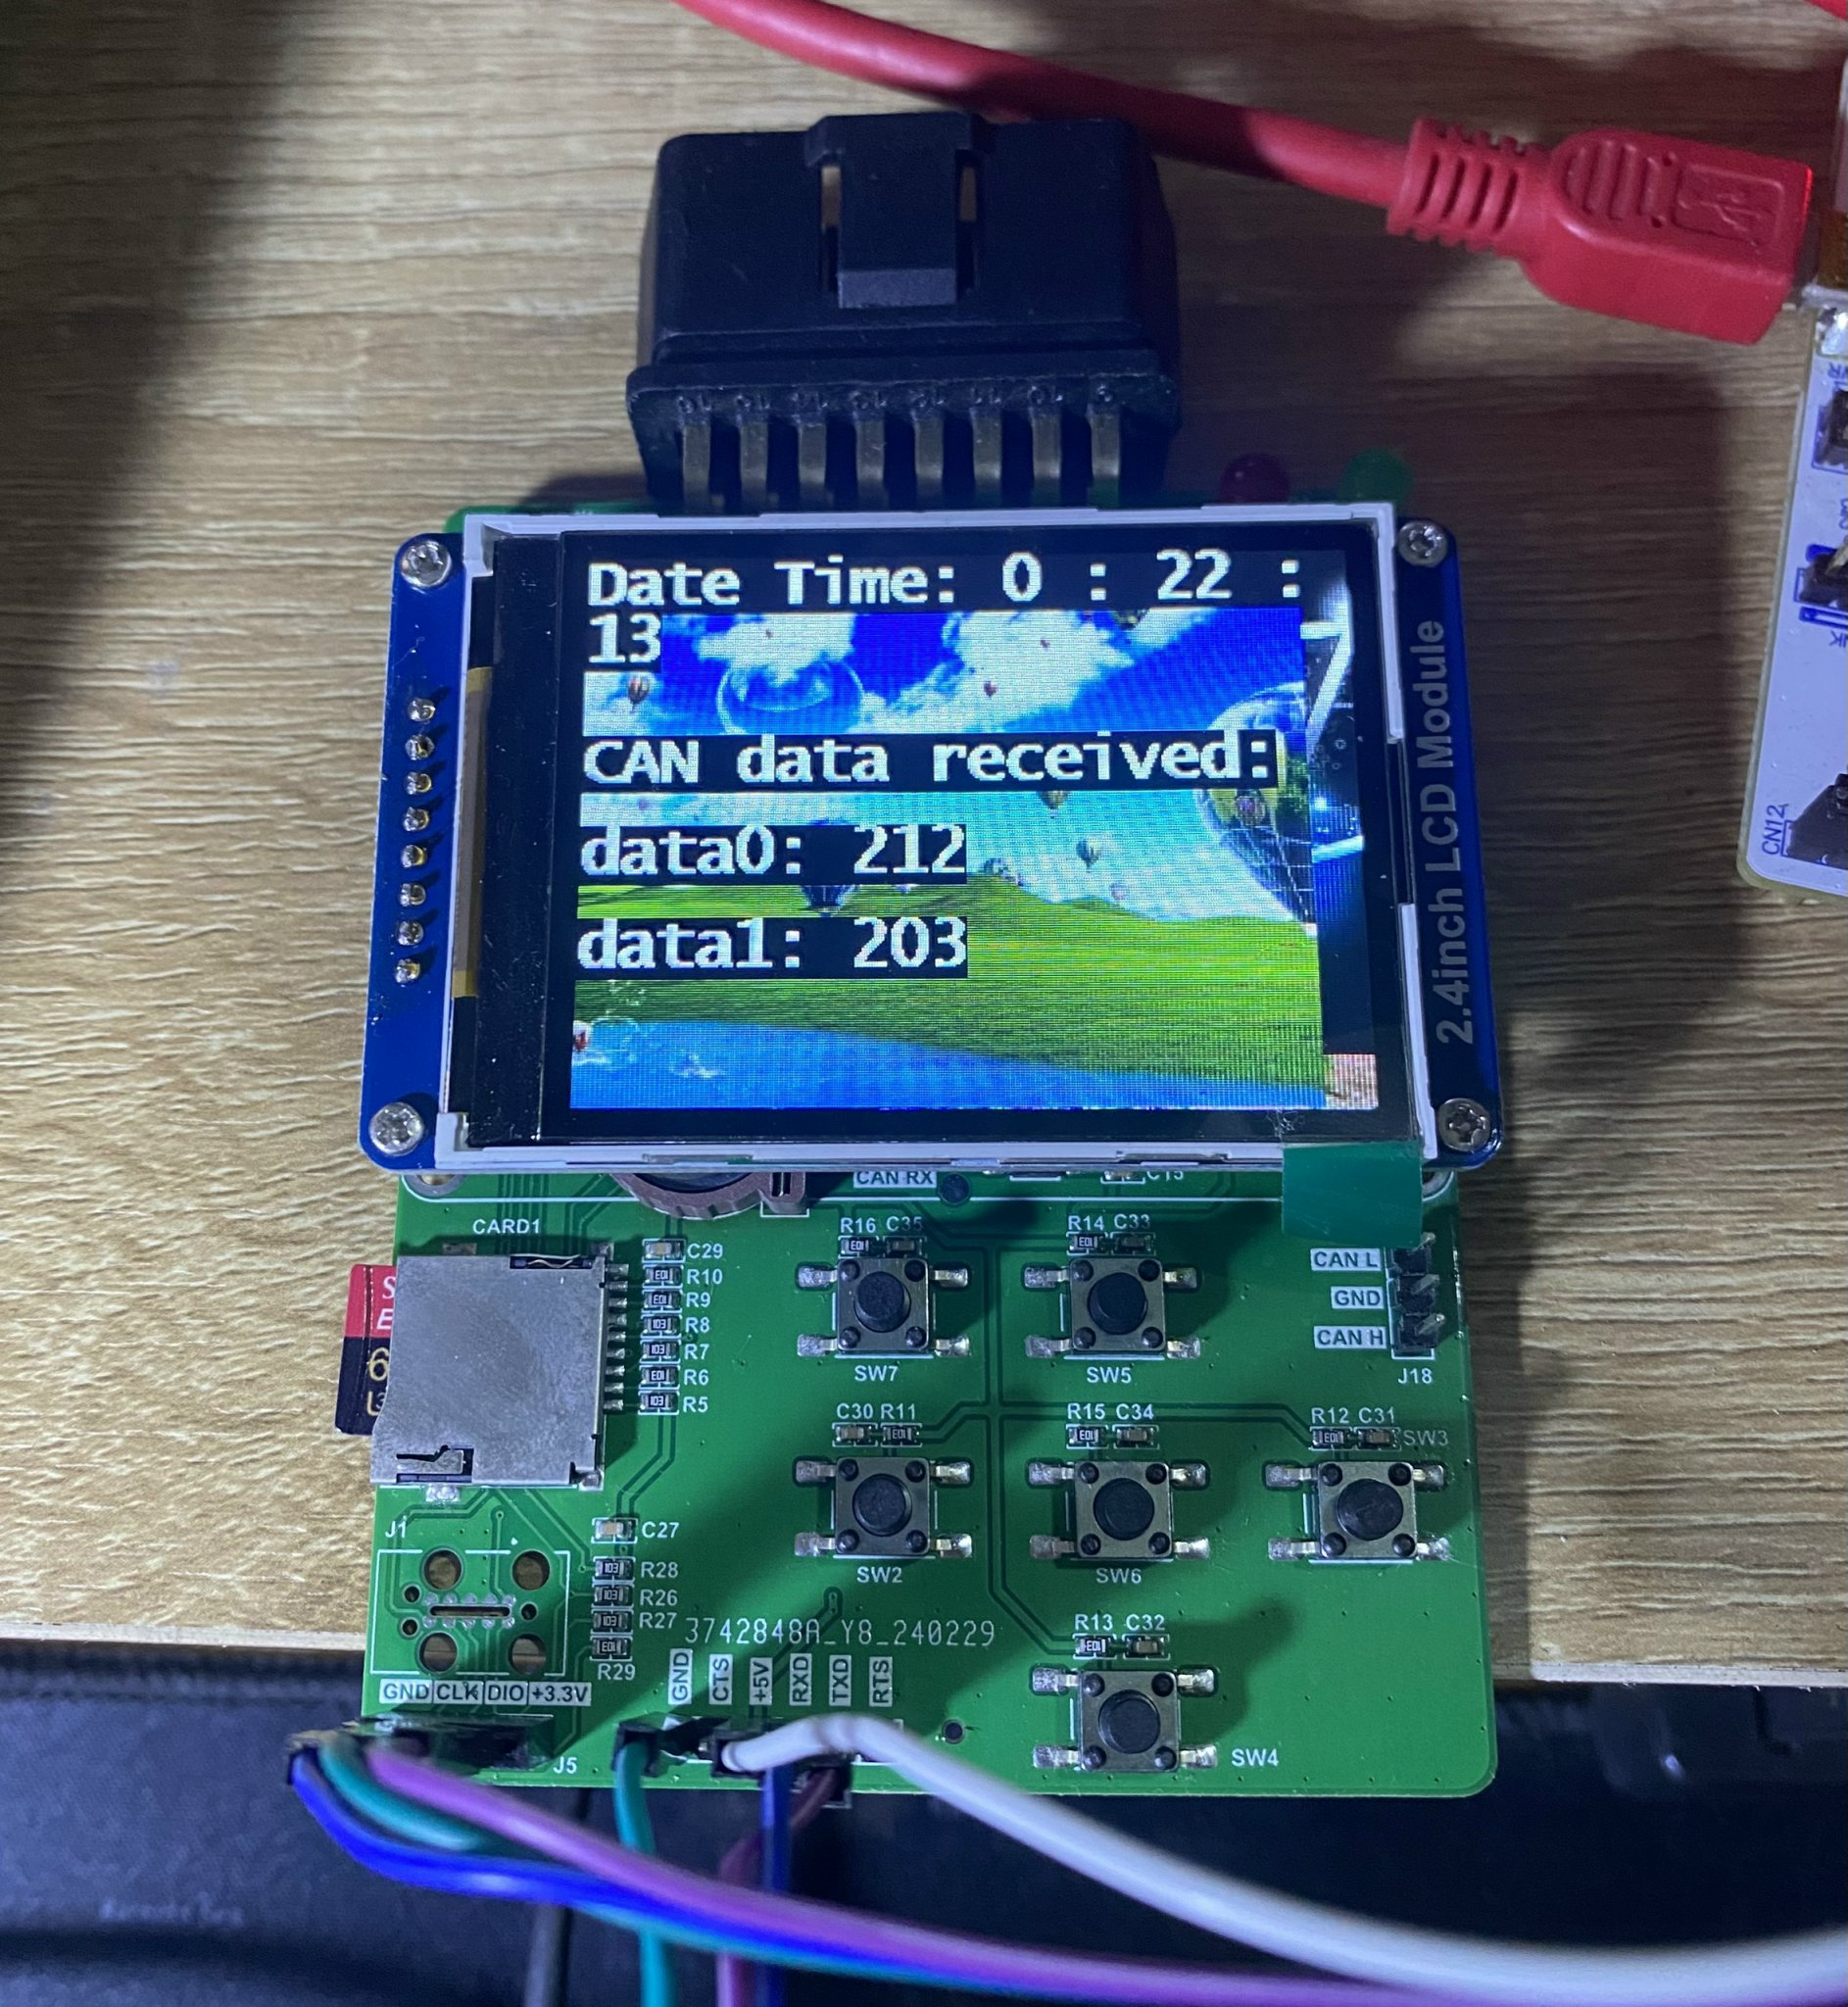 Date Time: 0 : 22 :
13
CAN data received:
data0: 212
data1: 203
2.4inch LCD Module
CN12
CAN RX
C15
CARD1
C29
R10
R9
R8
R7
R6
R5
R16 C35
SW7
R14 C33
SW5
CAN L
GND
CAN H
J18
C30 R11
SW2
R15 C34
SW6
R12 C31
SW3
J1
C27
R28
R26
R27
R29
3742848A_Y8_240229
GND CLK DIO +3.3V
J5
GND
CTS
+5V
RXD
TXD
RTS
R13 C32
SW4